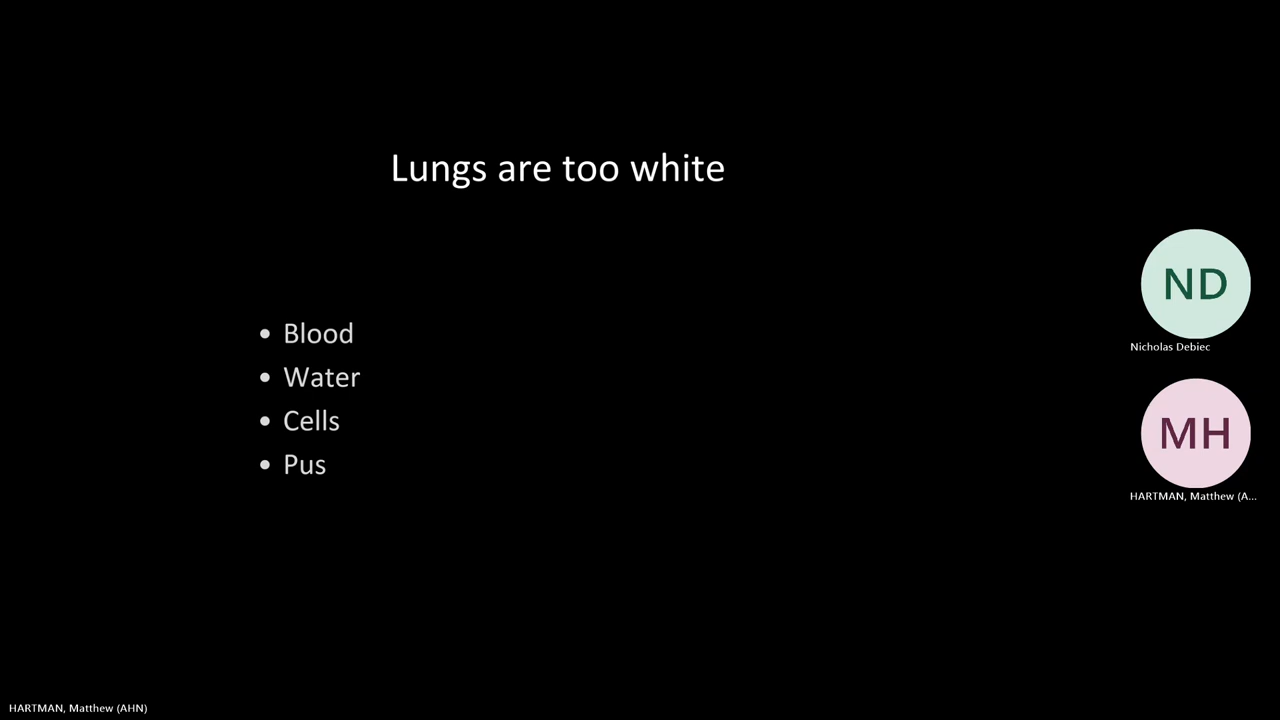 Lungs are too white
• Blood
• Water
• Cells
• Pus
ND
Nicholas Debiec
MH
HARTMAN, Matthew (A...
HARTMAN, Matthew (AHN)